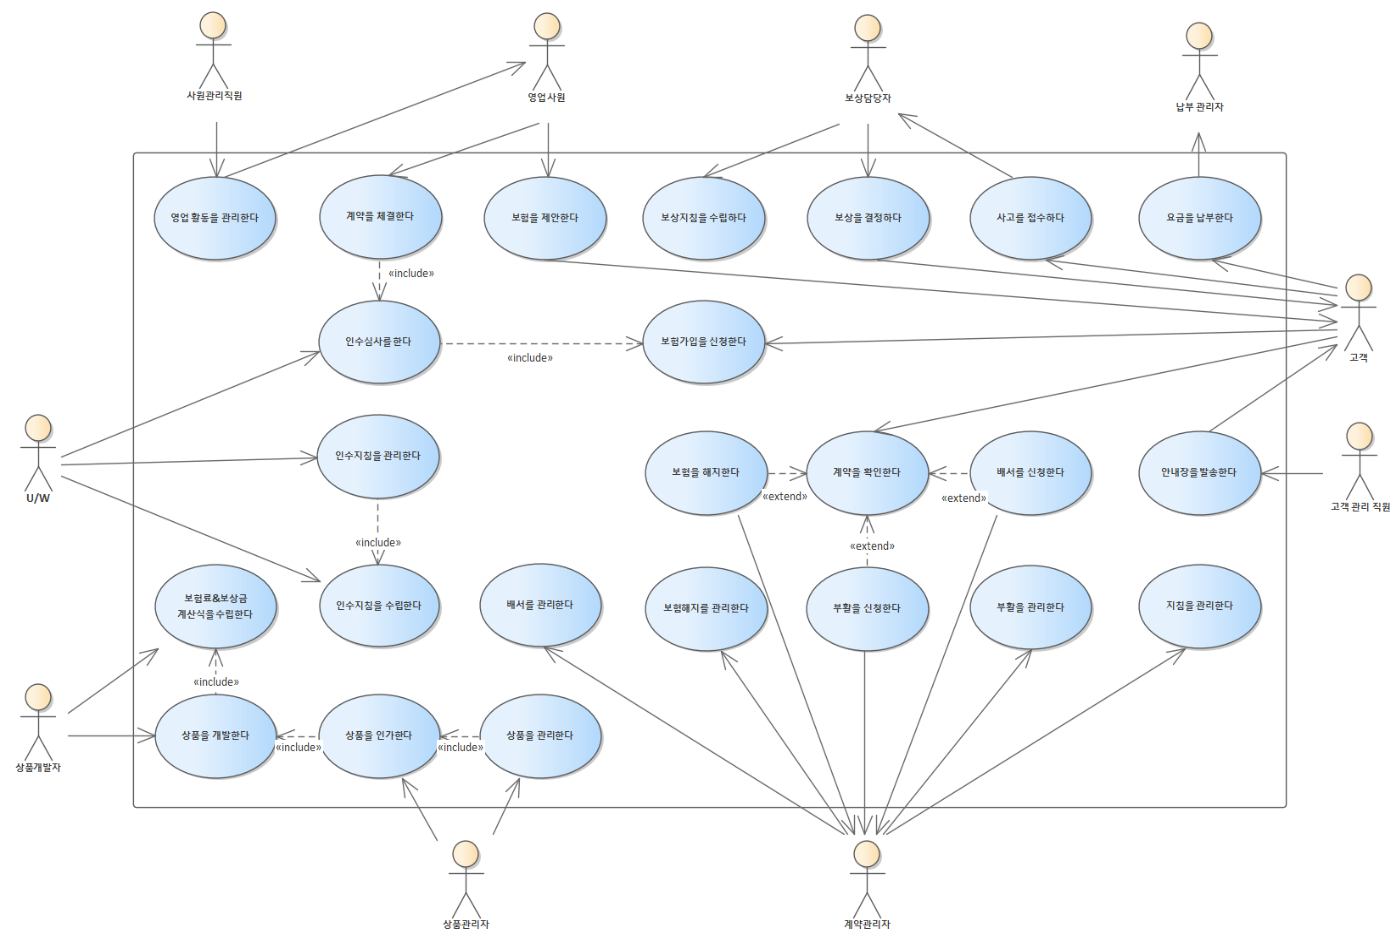 사원관리직원
영업사원
보상담당자
납부 관리자
영업 활동을 관리한다
계약을 체결한다
보험을 제안한다
보상지침을 수립하다
보상을 결정하다
사고를 접수하다
요금을 납부한다
«include»
고객
인수심사를 한다
«include»
보험가입을 신청한다
U/W
인수지침을 관리한다
보험을 해지한다
«extend»
계약을 확인한다
«extend»
배서를 신청한다
안내장을 발송한다
고객 관리 직원
«include»
«extend»
보험료&보상금
계산식을 수립한다
인수지침을 수립한다
배서를 관리한다
보험해지를 관리한다
부활을 신청한다
부활을 관리한다
지침을 관리한다
«include»
상품개발자
상품을 개발한다
«include»
상품을 인가한다
«include»
상품을 관리한다
상품관리자
계약관리자